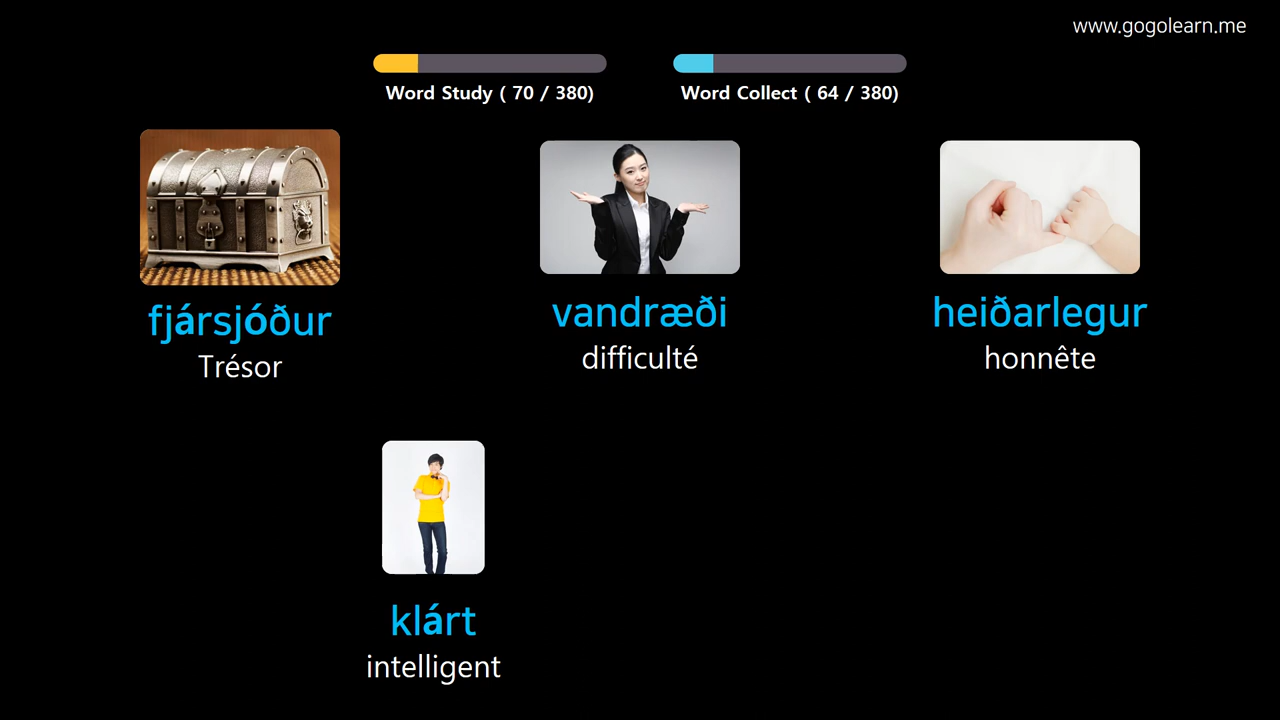 www.gogolearn.me
Word Study ( 70 / 380)
Word Collect ( 64 / 380)
fjársjóður
Trésor
vandræði
difficulté
heiðarlegur
honnête
klárt
intelligent